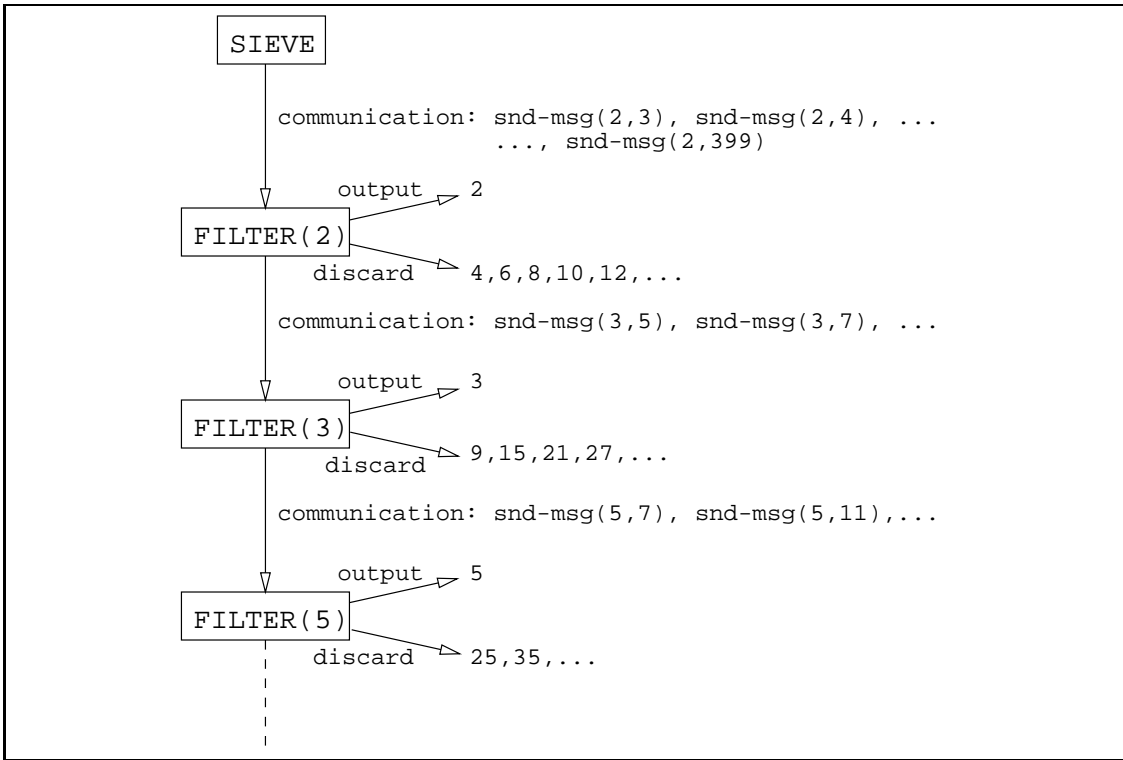 SIEVE
communication: snd-msg(2,3), snd-msg(2,4), ...
..., snd-msg(2,399)
output 2
FILTER(2)
discard 4,6,8,10,12,...
communication: snd-msg(3,5), snd-msg(3,7), ...
output 3
FILTER(3)
discard 9,15,21,27,...
communication: snd-msg(5,7), snd-msg(5,11),...
output 5
FILTER(5)
discard 25,35,...